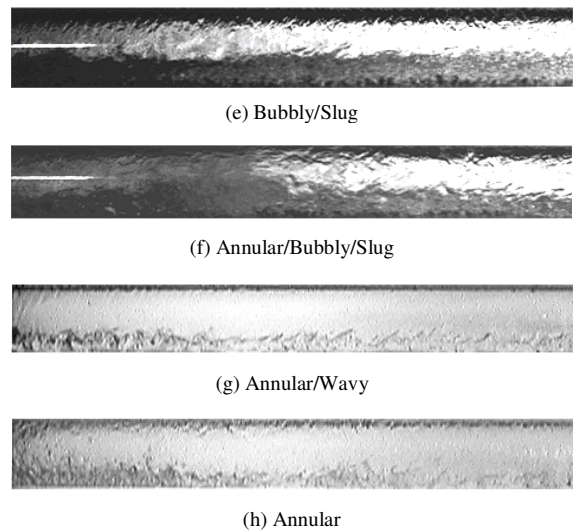 (e) Bubbly/Slug
(f) Annular/Bubbly/Slug
(g) Annular/Wavy
(h) Annular